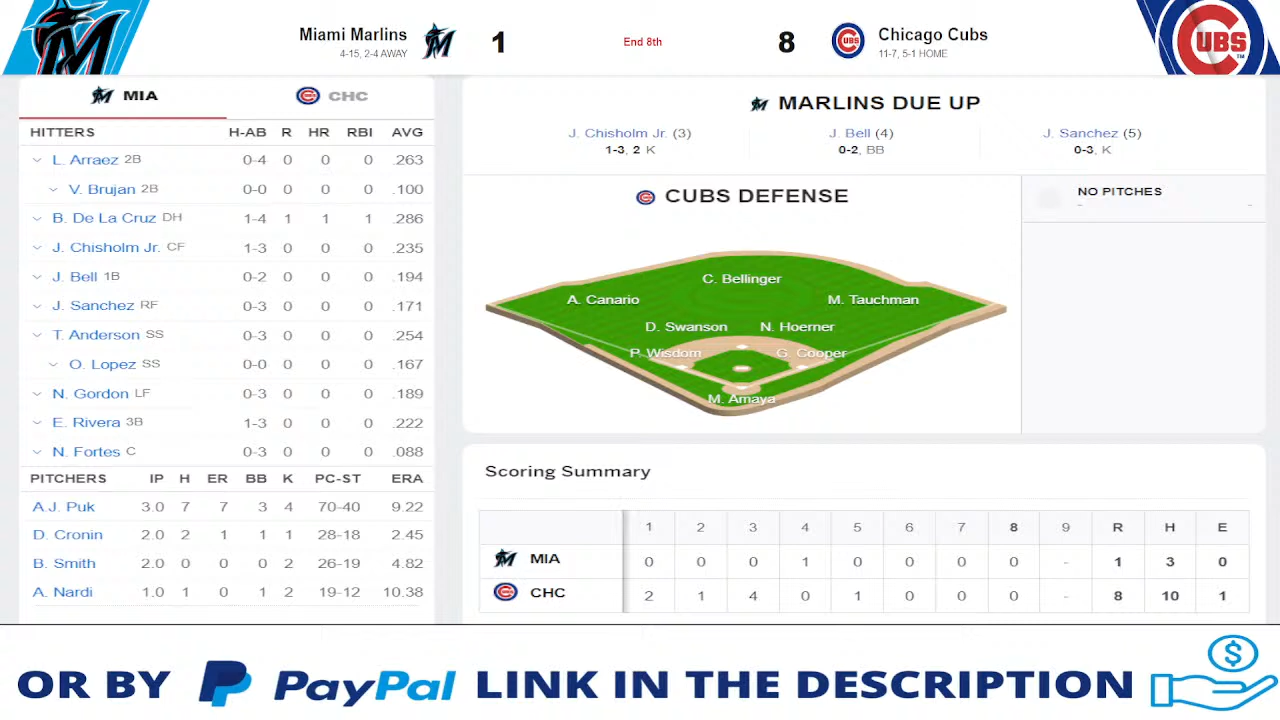 Miami Marlins
4-15, 2-4 AWAY
1
End 8th
8
Chicago Cubs
11-7, 5-1 HOME
UBS
TM
MIA
CHC
HITTERS H-AB R HR RBI AVG
L. Arraez 2B 0-4 0 0 0 .263
V. Brujan 2B 0-0 0 0 0 .100
B. De La Cruz DH 1-4 1 1 1 .286
J. Chisholm Jr. CF 1-3 0 0 0 .235
J. Bell 1B 0-2 0 0 0 .194
J. Sanchez RF 0-3 0 0 0 .171
T. Anderson SS 0-3 0 0 0 .254
O. Lopez SS 0-0 0 0 0 .167
N. Gordon LF 0-3 0 0 0 .189
E. Rivera 3B 1-3 0 0 0 .222
N. Fortes C 0-3 0 0 0 .088
PITCHERS IP H ER BB K PC-ST ERA
A.J. Puk 3.0 7 7 3 4 70-40 9.22
D. Cronin 2.0 2 1 1 1 28-18 2.45
B. Smith 2.0 0 0 0 2 26-19 4.82
A. Nardi 1.0 1 0 1 2 19-12 10.38
MARLINS DUE UP
J. Chisholm Jr. (3) J. Bell (4) J. Sanchez (5)
1-3, 2 K 0-2, BB 0-3, K
CUBS DEFENSE
C. Bellinger
A. Canario M. Tauchman
D. Swanson N. Hoerner
P. Wisdom G. Cooper
M. Amaya
NO PITCHES
- -
Scoring Summary
1 2 3 4 5 6 7 8 9 R H E
MIA 0 0 0 1 0 0 0 0 - 1 3 0
CHC 2 1 4 0 1 0 0 0 - 8 10 1
OR BY PayPal LINK IN THE DESCRIPTION
$